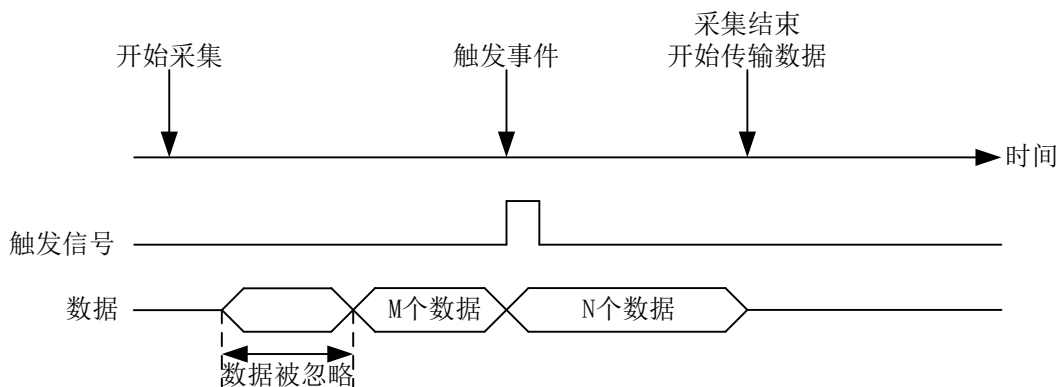 采集结束
开始采集
触发事件
开始传输数据
时间
触发信号
数据
M个数据
N个数据
数据被忽略